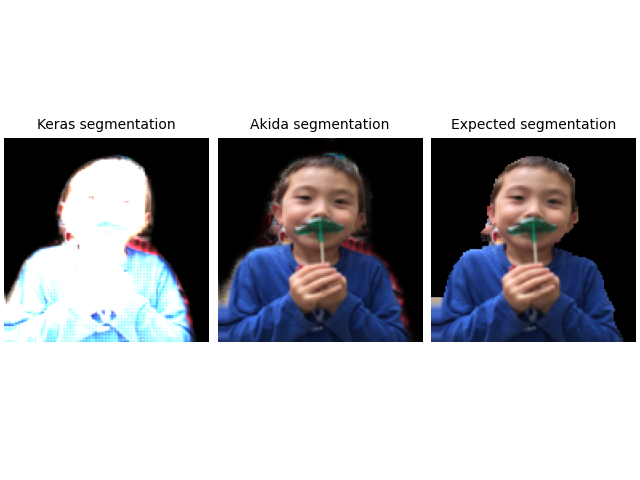 Keras segmentation
Akida segmentation
Expected segmentation